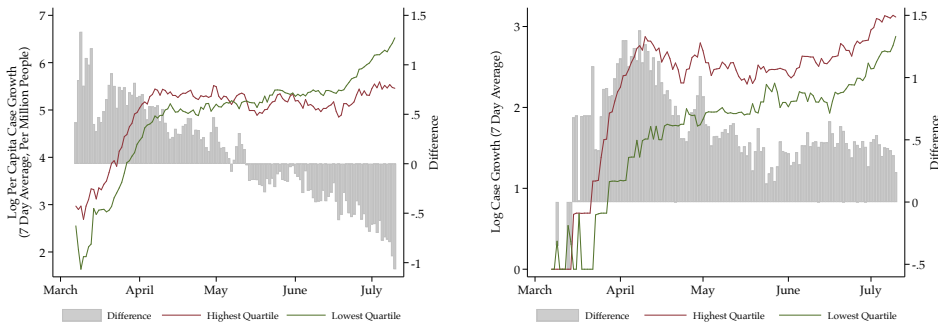 Log Per Capita Case Growth
(7 Day Average, Per Million People)
7
6
5
4
3
2
1.5
1
.5
0
-.5
-1
Difference
March
April
May
June
July
Difference
Highest Quartile
Lowest Quartile
Log Case Growth (7 Day Average)
3
2
1
0
1.5
1
.5
0
-.5
Difference
March
April
May
June
July
Difference
Highest Quartile
Lowest Quartile